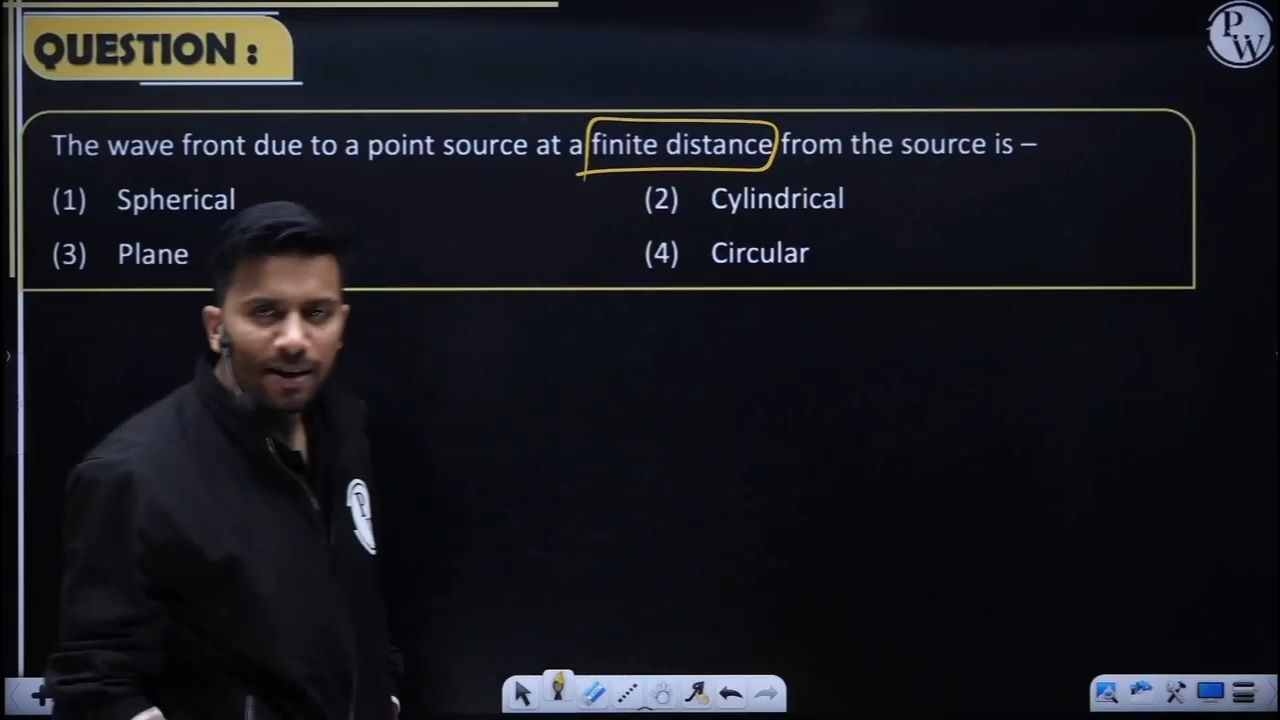 QUESTION :
P
W
The wave front due to a point source at a finite distance from the source is –
(1) Spherical (2) Cylindrical
(3) Plane (4) Circular
P